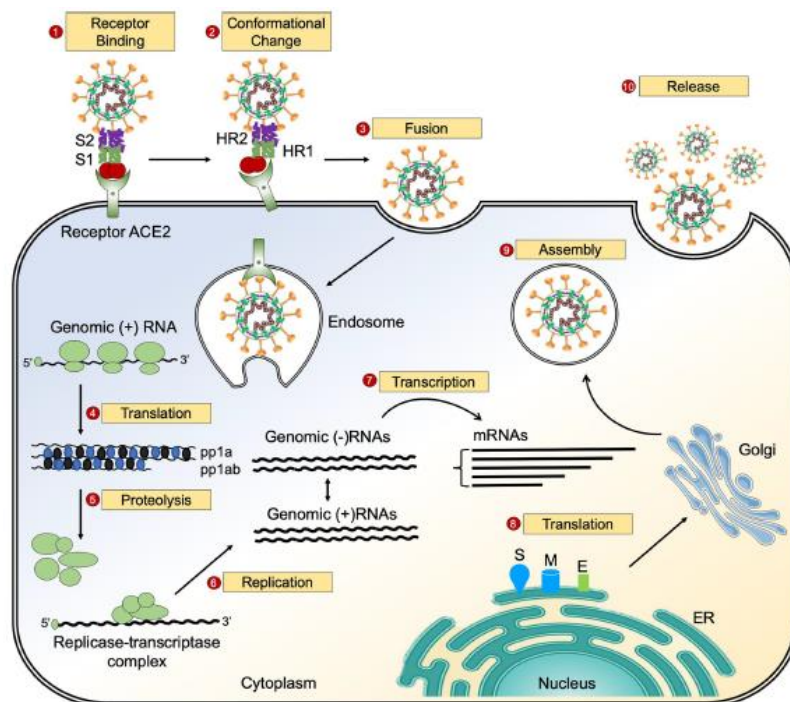 1 Receptor
Binding
2 Conformational
Change
10 Release
3 Fusion
S2
S1
HR2
HR1
Receptor ACE2
9 Assembly
Endosome
Genomic (+) RNA
5'
3'
7 Transcription
4 Translation
Genomic (-)RNAs
mRNAs
pp1a
pp1ab
Golgi
5 Proteolysis
Genomic (+)RNAs
8 Translation
S M E
6 Replication
ER
5'
3'
Replicase-transcriptase
complex
Cytoplasm
Nucleus